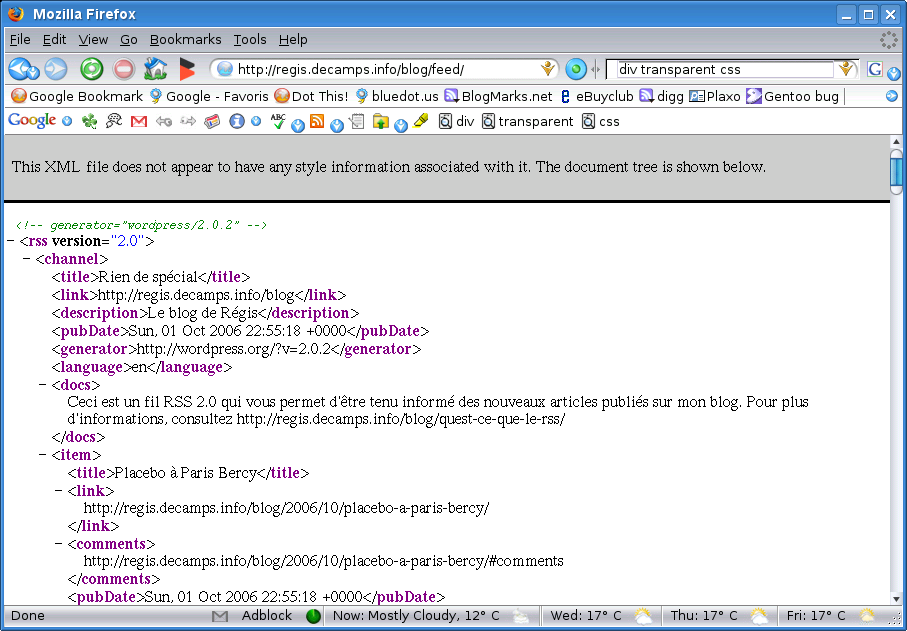 Mozilla Firefox
File Edit View Go Bookmarks Tools Help
http://regis.decamps.info/blog/feed/ div transparent css G
Google Bookmark Google - Favoris Dot This! bluedot.us BlogMarks.net eBuyclub digg Plaxo Gentoo bug
Google ABC div transparent css
This XML file does not appear to have any style information associated with it. The document tree is shown below.
<!-- generator="wordpress/2.0.2" -->
− <rss version="2.0">
− <channel>
<title>Rien de spécial</title>
<link>http://regis.decamps.info/blog</link>
<description>Le blog de Régis</description>
<pubDate>Sun, 01 Oct 2006 22:55:18 +0000</pubDate>
<generator>http://wordpress.org/?v=2.0.2</generator>
<language>en</language>
− <docs>
Ceci est un fil RSS 2.0 qui vous permet d'être tenu informé des nouveaux articles publiés sur mon blog. Pour plus
d'informations, consultez http://regis.decamps.info/blog/quest-ce-que-le-rss/
</docs>
− <item>
<title>Placebo à Paris Bercy</title>
− <link>
http://regis.decamps.info/blog/2006/10/placebo-a-paris-bercy/
</link>
− <comments>
http://regis.decamps.info/blog/2006/10/placebo-a-paris-bercy/#comments
</comments>
<pubDate>Sun, 01 Oct 2006 22:55:18 +0000</pubDate>
Done Adblock Now: Mostly Cloudy, 12° C Wed: 17° C Thu: 17° C Fri: 17° C